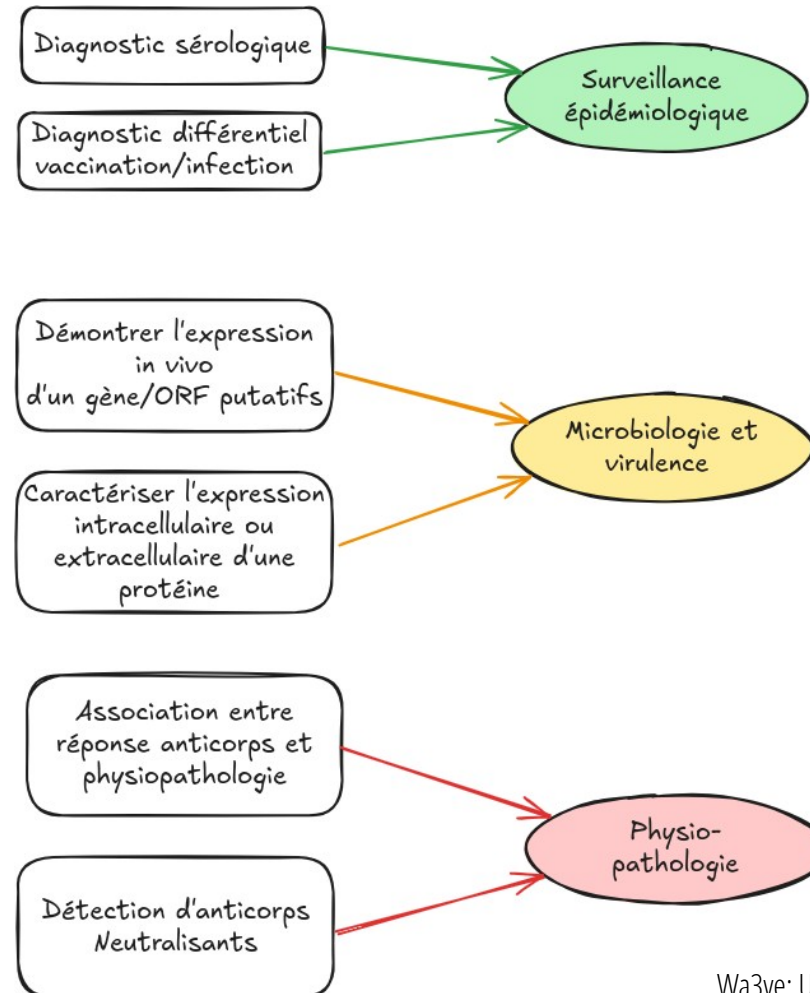 Diagnostic sérologique
Surveillance
épidémiologique
Diagnostic différentiel
vaccination/infection
Démontrer l'expression
in vivo
d'un gène/ORF putatifs
Microbiologie et
virulence
Caractériser l'expression
intracellulaire ou
extracellulaire d'une
protéine
Association entre
réponse anticorps et
physiopathologie
Physio-
pathologie
Détection d'anticorps
Neutralisants
Wa3ve: